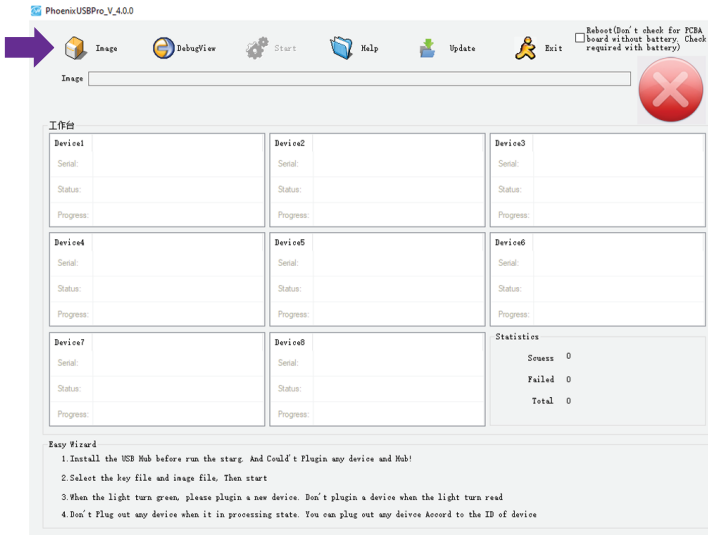 PhoenixUSBPro_V_4.0.0
Image DebugView Start Help Update Exit
Reboot(Don't check for PCBA
board without battery. Check
required with battery)
Image
工作台
Device1
Serial:
Status:
Progress:
Device2
Serial:
Status:
Progress:
Device3
Serial:
Status:
Progress:
Device4
Serial:
Status:
Progress:
Device5
Serial:
Status:
Progress:
Device6
Serial:
Status:
Progress:
Device7
Serial:
Status:
Progress:
Device8
Serial:
Status:
Progress:
Statistics
Scuess 0
Failed 0
Total 0
Easy Wizard
1.Install the USB Hub before run the starg. And Could't Plugin any device and Hub!
2.Select the key file and image file, Then start
3.When the light turn green, please plugin a new device. Don't plugin a device when the light turn read
4.Don't Plug out any device when it in processing state. You can plug out any deivce Accord to the ID of device